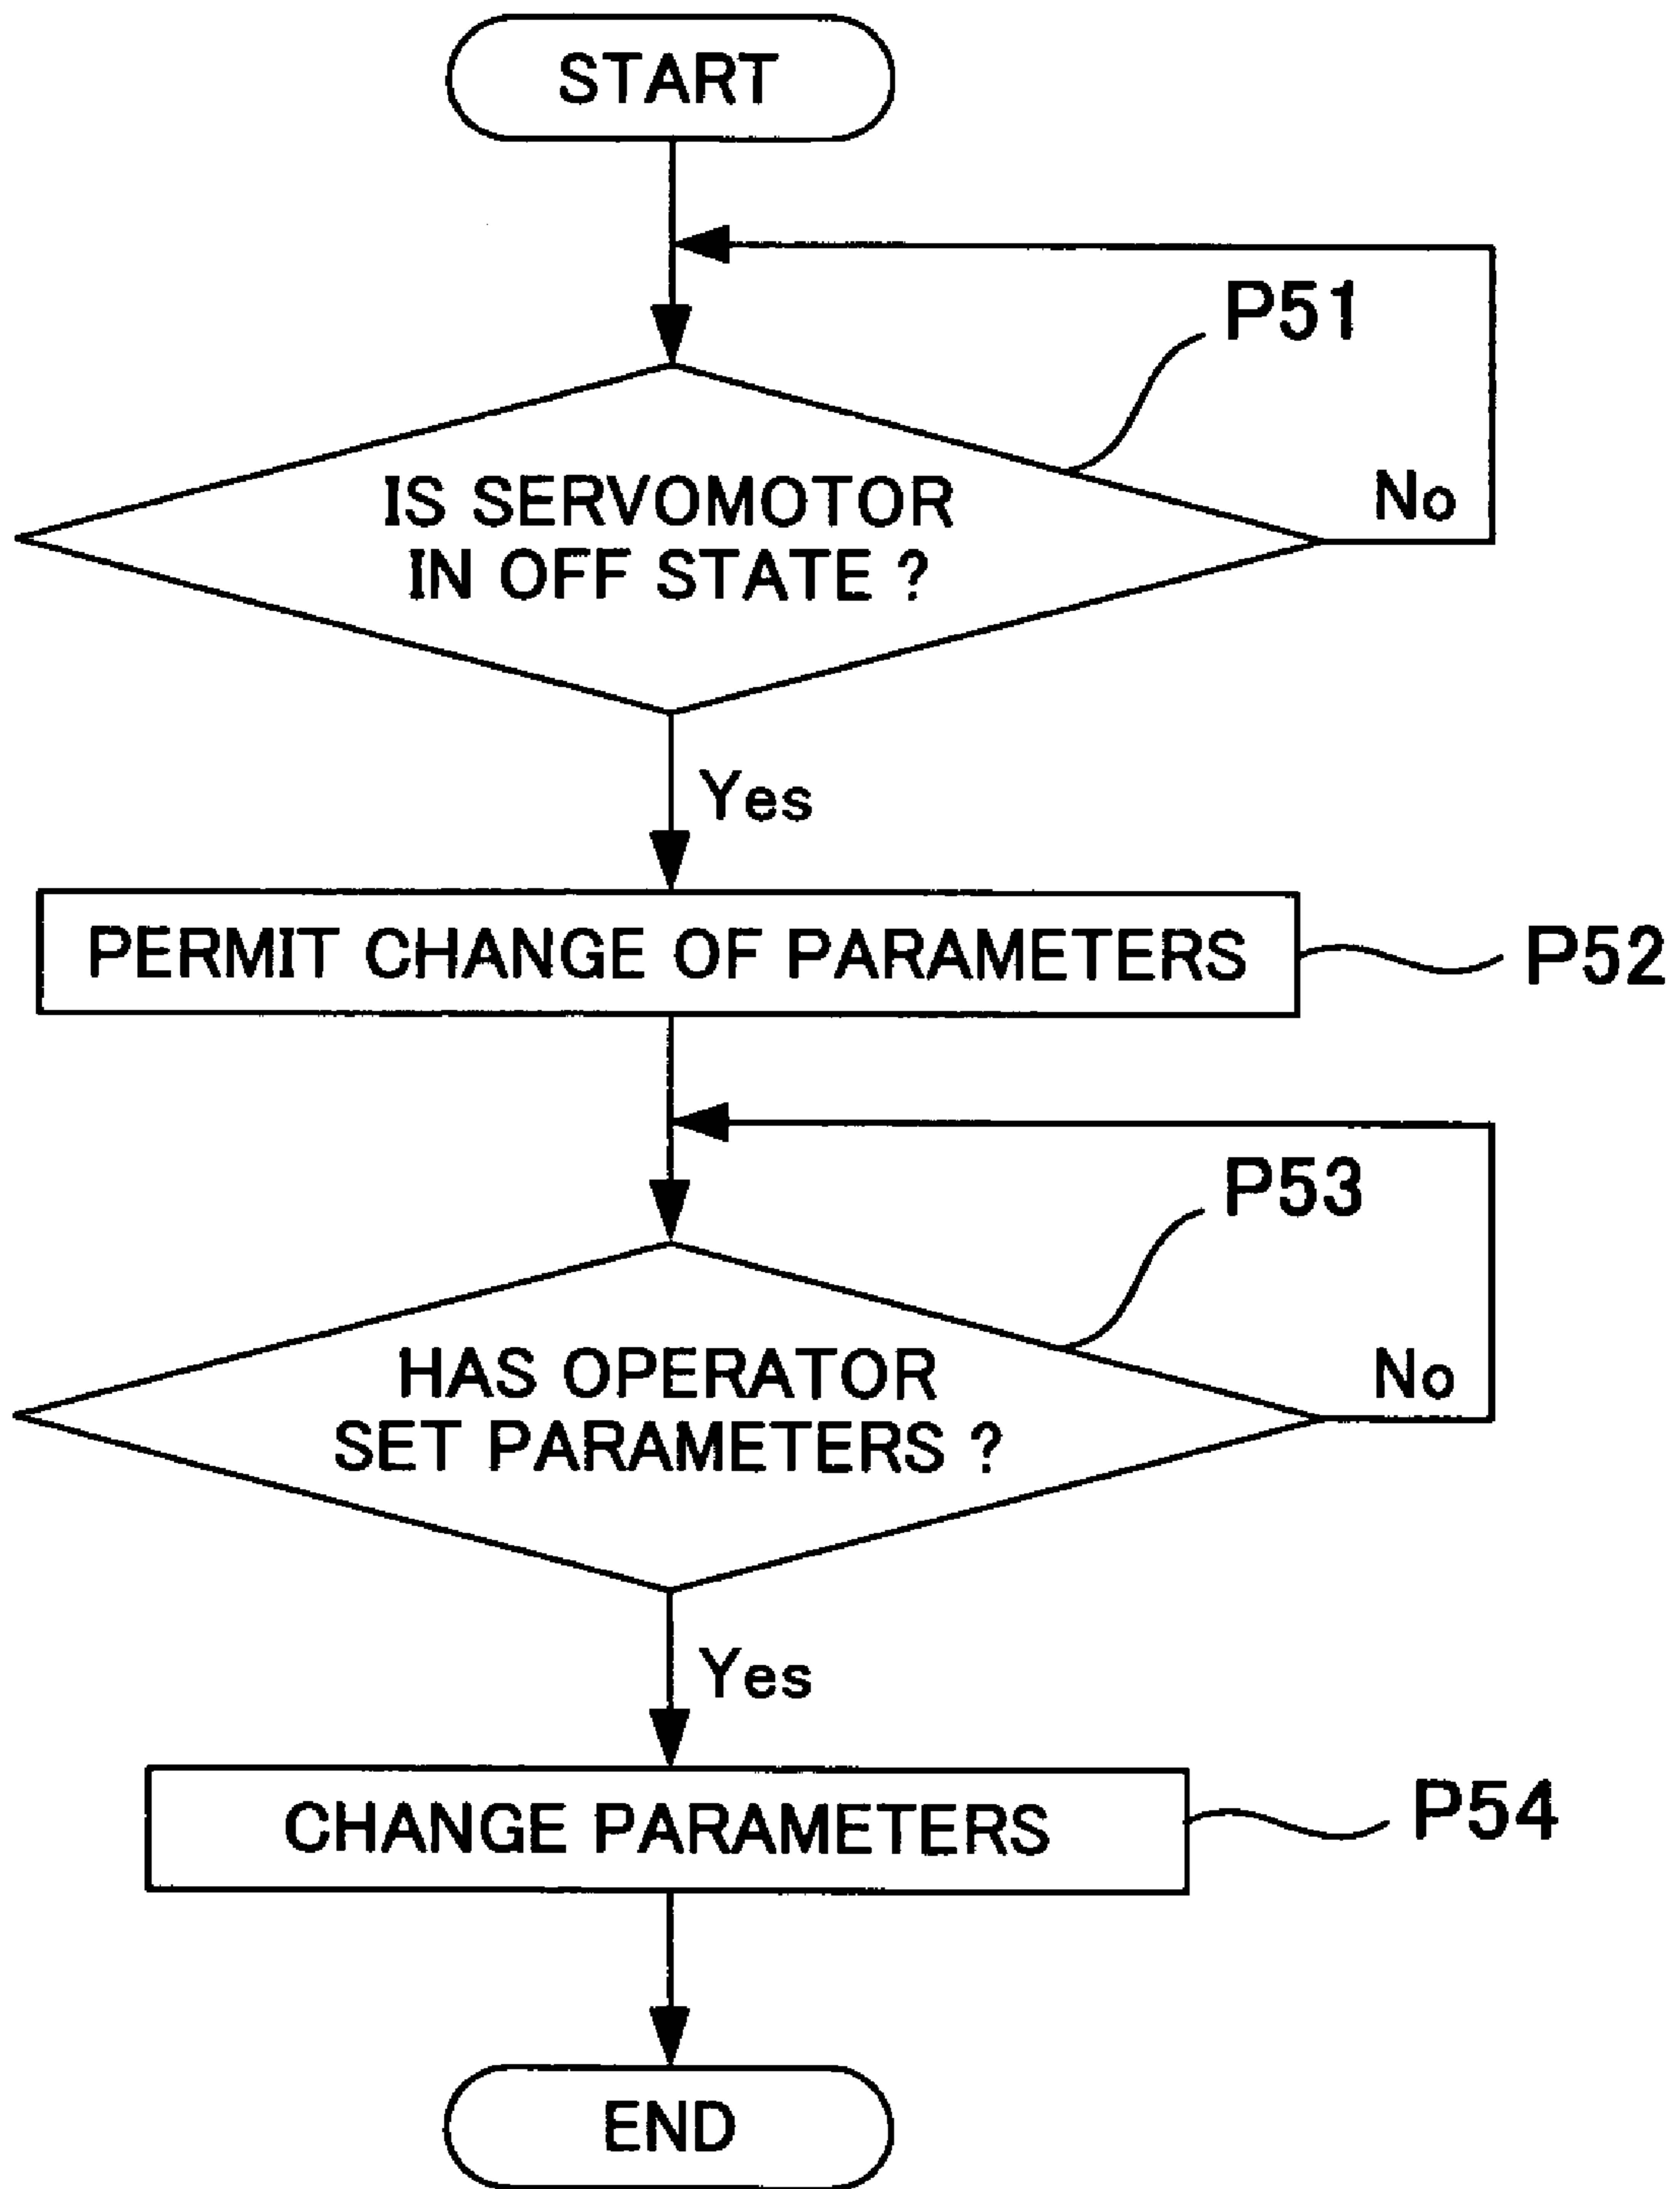 START
P51
IS SERVOMOTOR
IN OFF STATE ?
No
Yes
PERMIT CHANGE OF PARAMETERS
P52
P53
HAS OPERATOR
SET PARAMETERS ?
No
Yes
CHANGE PARAMETERS
P54
END